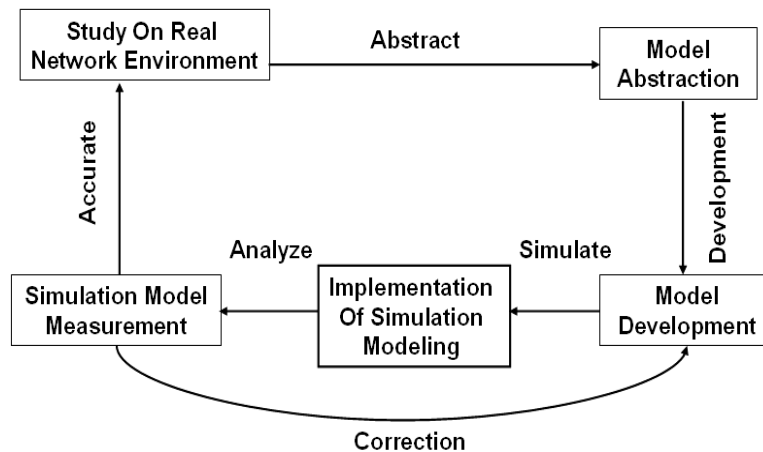 Study On Real
Network Environment
Abstract
Model
Abstraction
Accurate
Development
Analyze
Simulate
Simulation Model
Measurement
Implementation
Of Simulation
Modeling
Model
Development
Correction